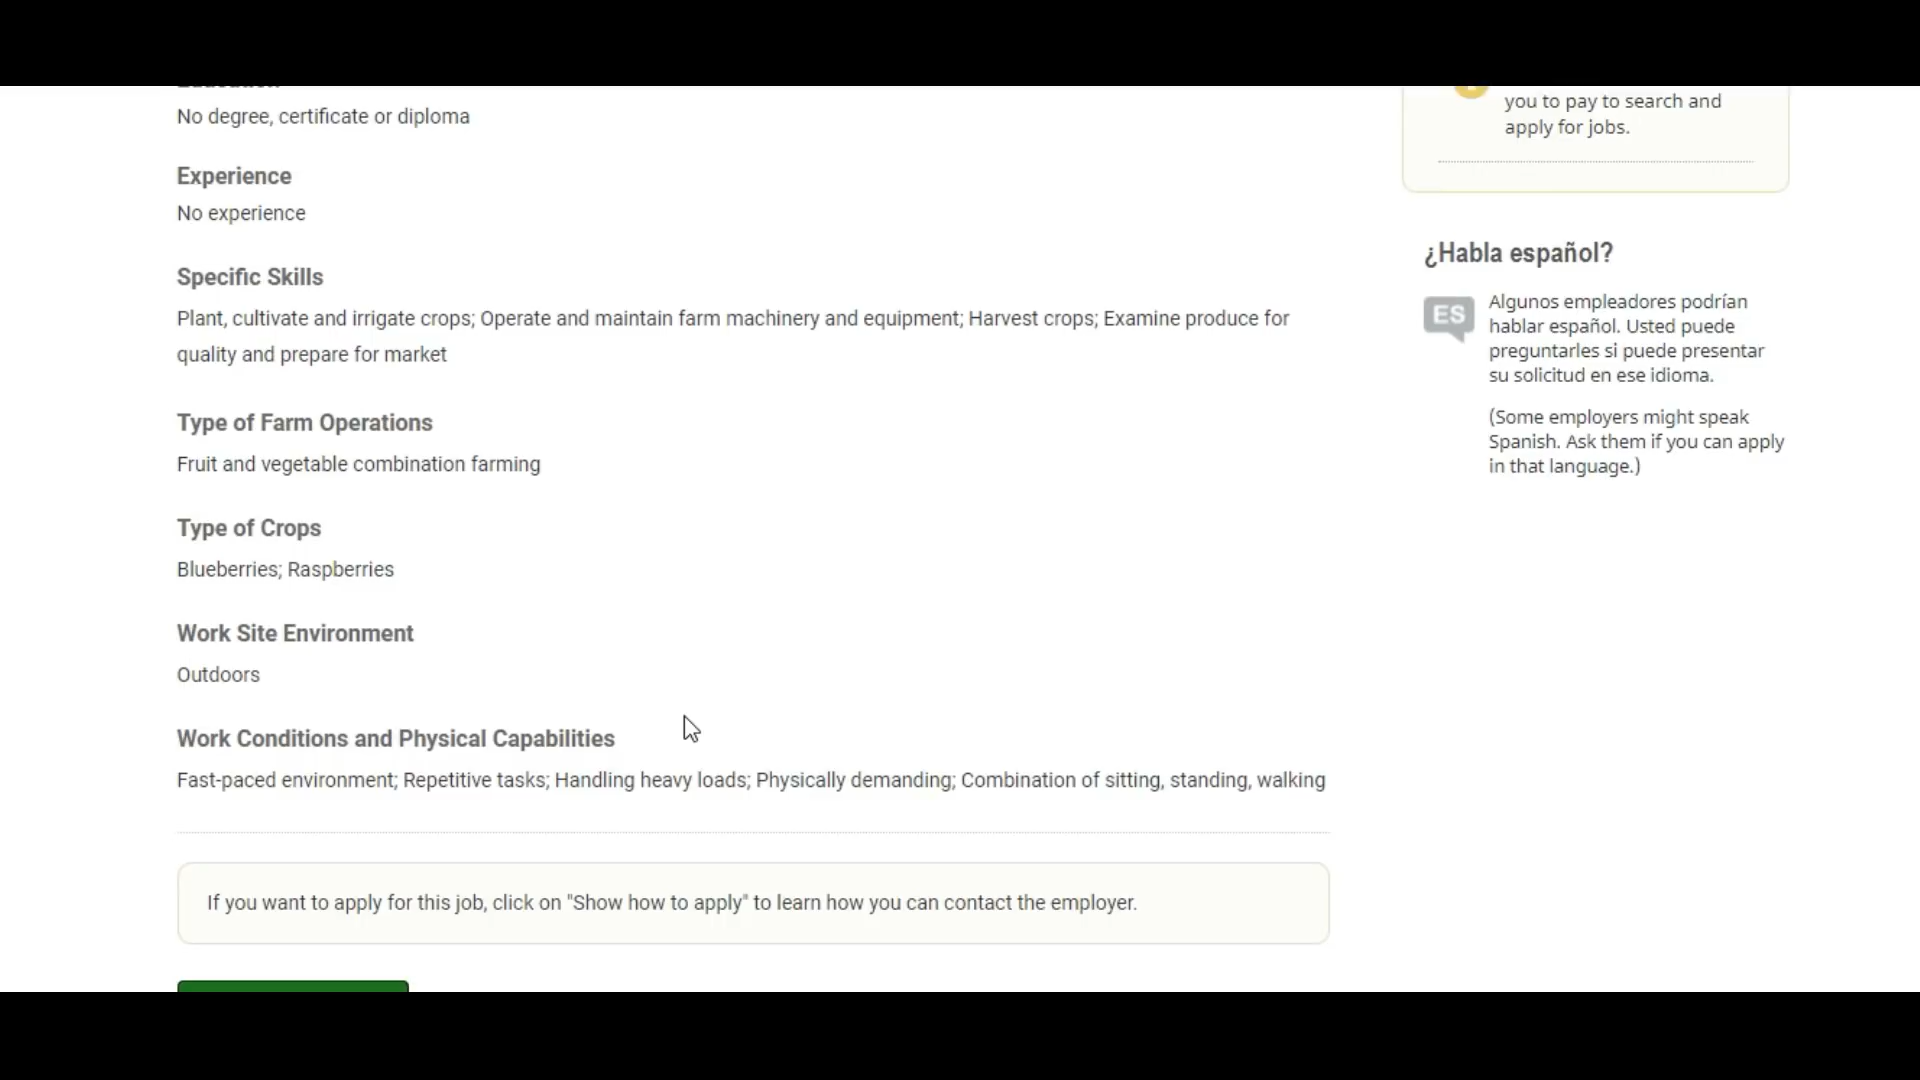 No degree, certificate or diploma
Experience
No experience
Specific Skills
Plant, cultivate and irrigate crops; Operate and maintain farm machinery and equipment; Harvest crops; Examine produce for
quality and prepare for market
Type of Farm Operations
Fruit and vegetable combination farming
Type of Crops
Blueberries; Raspberries
Work Site Environment
Outdoors
Work Conditions and Physical Capabilities
Fast-paced environment; Repetitive tasks; Handling heavy loads; Physically demanding; Combination of sitting, standing, walking
If you want to apply for this job, click on "Show how to apply" to learn how you can contact the employer.
you to pay to search and
apply for jobs.
¿Habla español?
ES
Algunos empleadores podrían
hablar español. Usted puede
preguntarles si puede presentar
su solicitud en ese idioma.
(Some employers might speak
Spanish. Ask them if you can apply
in that language.)